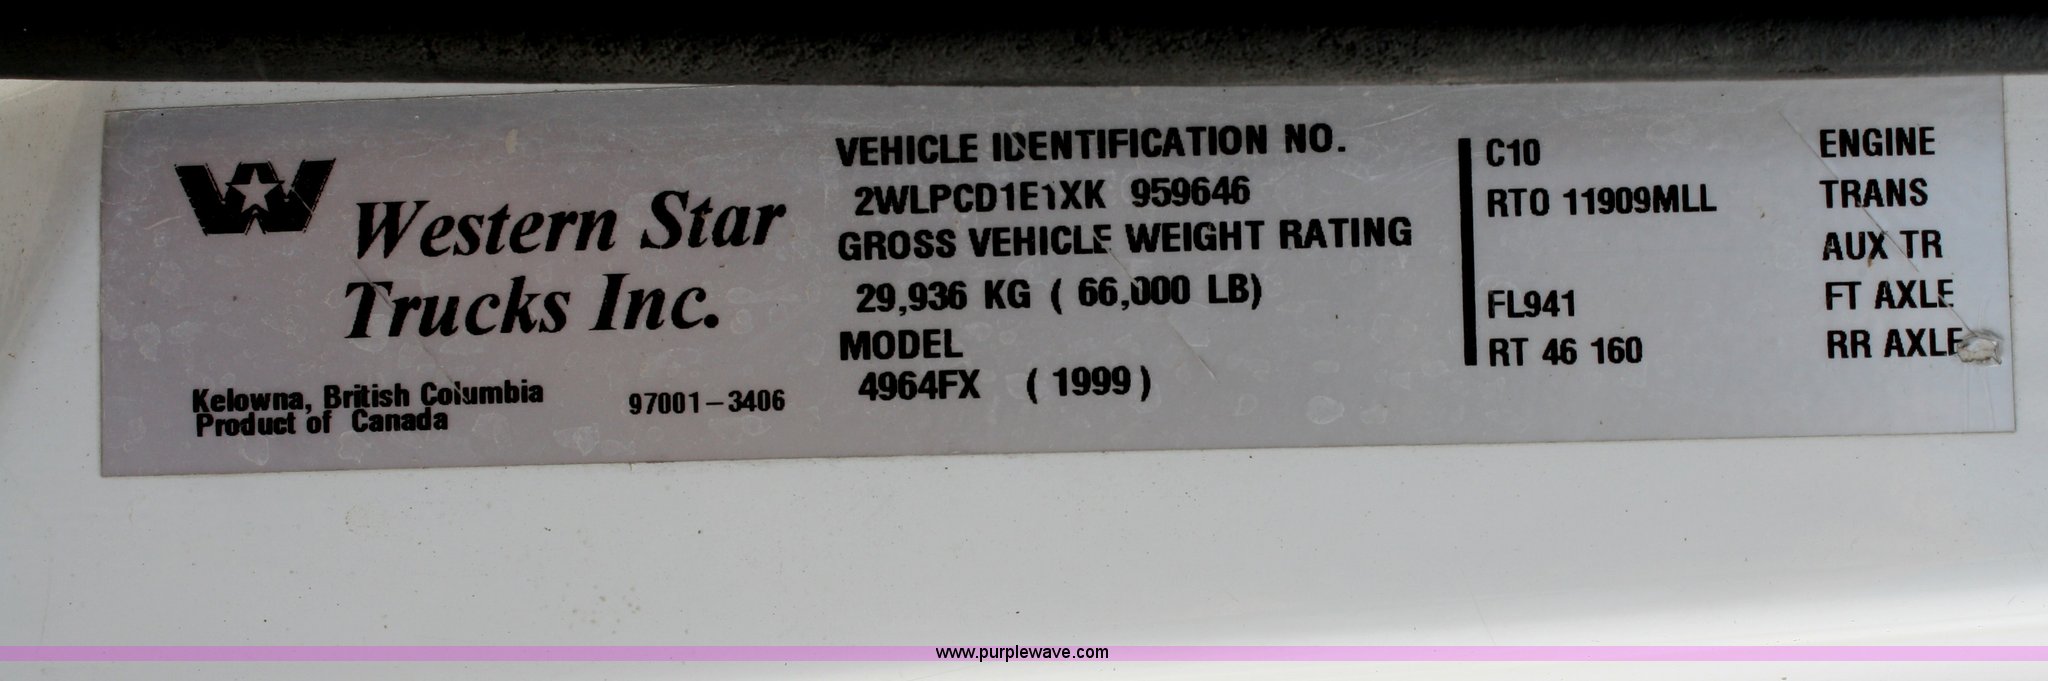 Western Star
Trucks Inc.
Kelowna, British Columbia
Product of Canada
97001-3406
VEHICLE IDENTIFICATION NO.
2WLPCD1E1XK 959646
GROSS VEHICLE WEIGHT RATING
29,936 KG ( 66,000 LB)
MODEL
4964FX ( 1999 )
C10 ENGINE
RTO 11909MLL TRANS
AUX TR
FL941 FT AXLE
RT 46 160 RR AXLE
www.purplewave.com